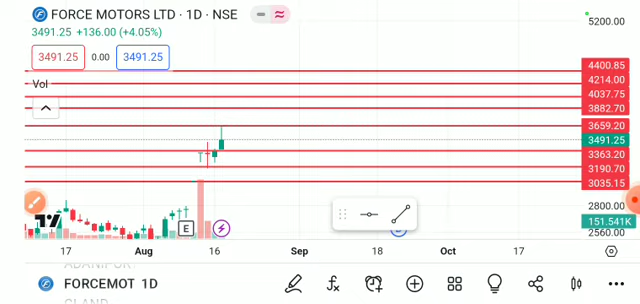 FORCE MOTORS LTD · 1D · NSE
3491.25 +136.00 (+4.05%)
3491.25 0.00 3491.25
Vol
5200.00
4400.85
4214.00
4037.75
3882.70
3659.20
3491.25
3363.20
3190.70
3035.15
2800.00
151.541K
2560.00
E
17 Aug 16 Sep 18 Oct 17
ADANIPOR
FORCEMOT 1D
GLAND